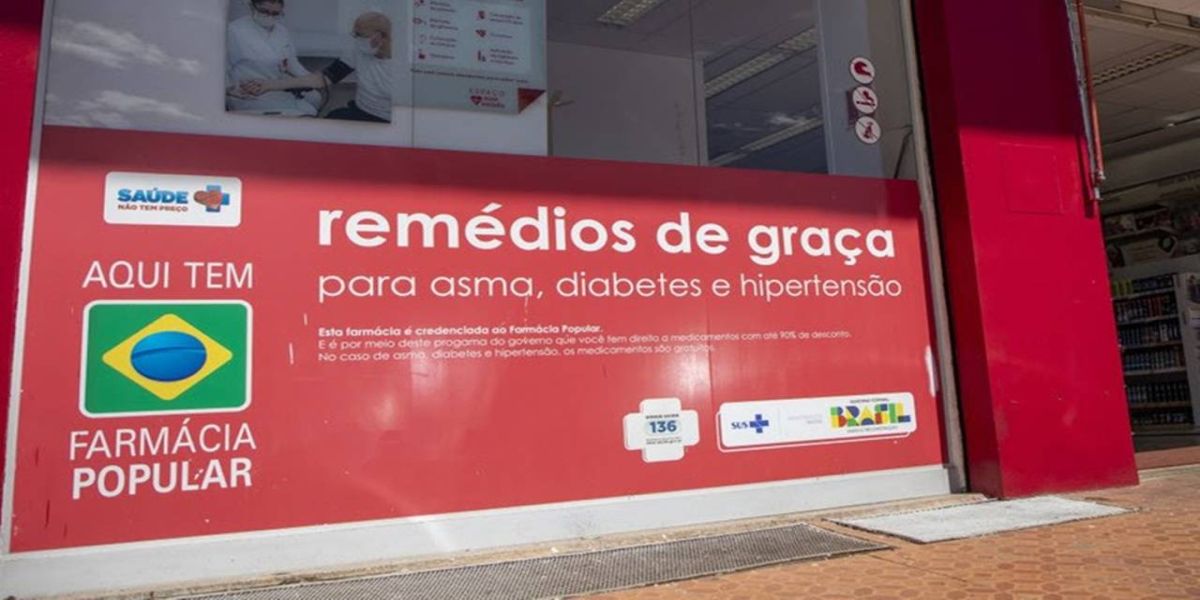 SAÚDE
NÃO TEM PREÇO
AQUI TEM
FARMÁCIA
POPULAR
remédios de graça
para asma, diabetes e hipertensão
Esta farmácia é credenciada ao Farmácia Popular.
E é por meio deste progama do governo que você tem direito a medicamentos com até 90% de desconto.
No caso de asma, diabetes e hipertensão, os medicamentos são gratuitos.
136
SUS
BRASIL